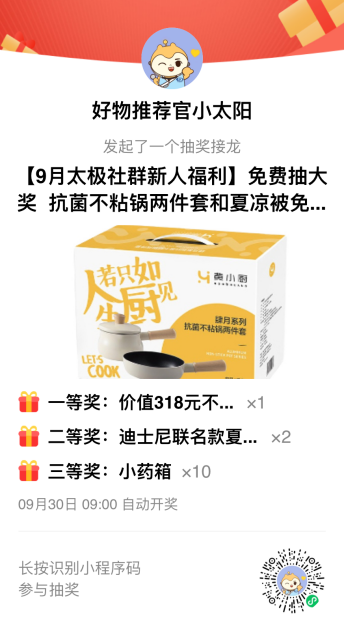 好物推荐官小太阳
发起了一个抽奖接龙
【9月太极社群新人福利】免费抽大
奖 抗菌不粘锅两件套和夏凉被免...
人生若只如厨见
LET'S
COOK
黄小厨
肆月系列
抗菌不粘锅两件套
一等奖：价值318元不... ×1
二等奖：迪士尼联名款夏... ×2
三等奖：小药箱 ×10
09月30日 09:00 自动开奖
长按识别小程序码
参与抽奖